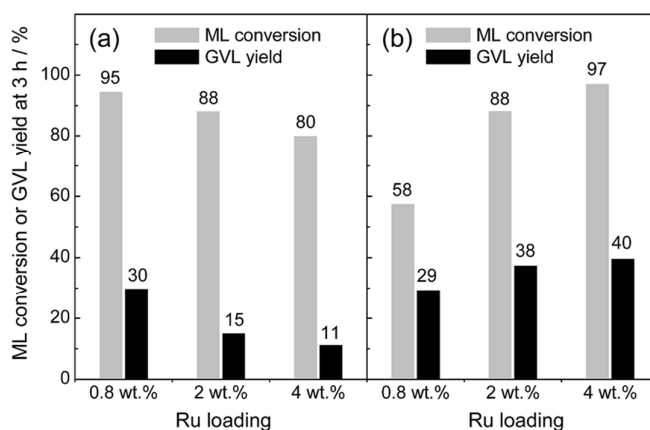 ML conversion or GVL yield at 3 h / %
100
80
60
40
20
0
(a)
ML conversion
GVL yield
95
88
80
30
15
11
0.8 wt.%
2 wt.%
4 wt.%
Ru loading
(b)
ML conversion
GVL yield
58
88
97
29
38
40
0.8 wt.%
2 wt.%
4 wt.%
Ru loading